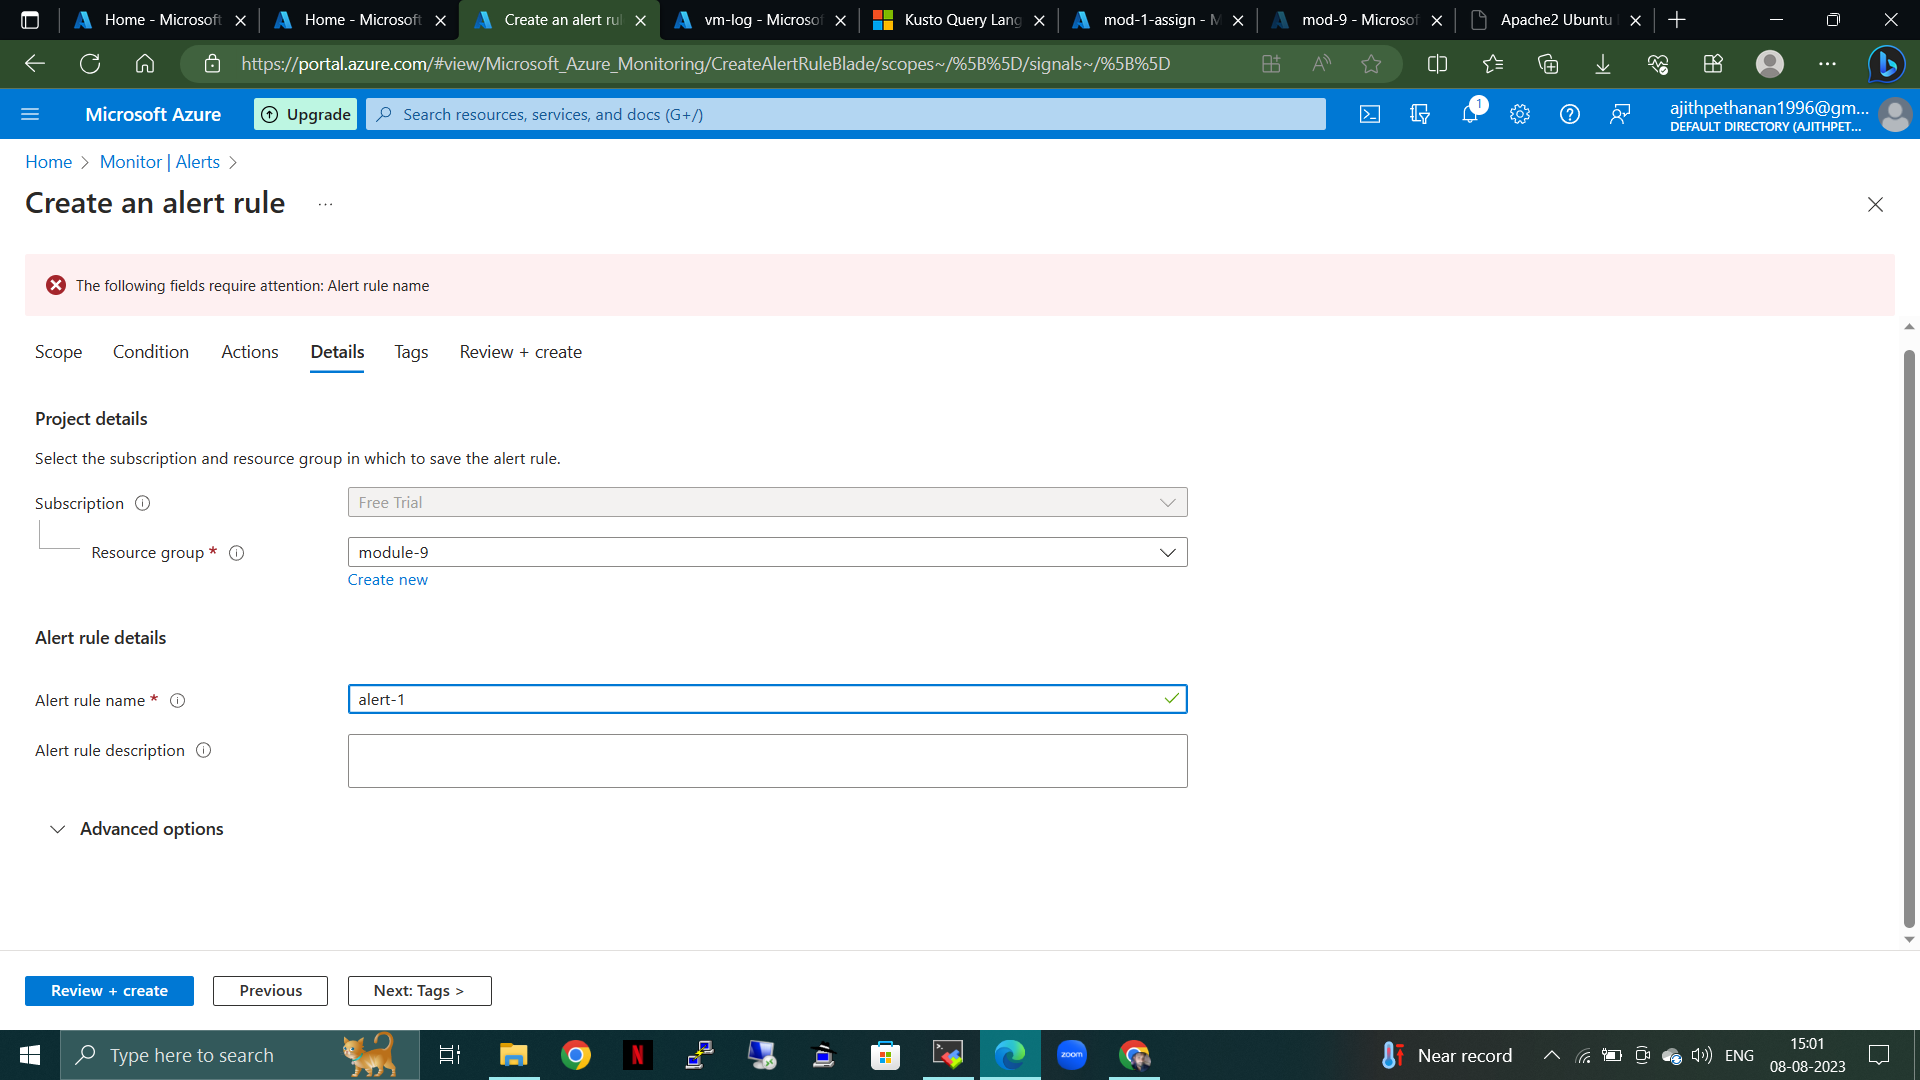 Home - Microsoft
Home - Microsoft
Create an alert rul
vm-log - Microsof
Kusto Query Lang
mod-1-assign - M
mod-9 - Microsof
Apache2 Ubuntu
https://portal.azure.com/#view/Microsoft_Azure_Monitoring/CreateAlertRuleBlade/scopes~/%5B%5D/signals~/%5B%5D
Microsoft Azure
Upgrade
Search resources, services, and docs (G+/)
1
ajithpethanan1996@gm...
DEFAULT DIRECTORY (AJITHPET...
Home > Monitor | Alerts >
Create an alert rule ...
The following fields require attention: Alert rule name
Scope Condition Actions Details Tags Review + create
Project details
Select the subscription and resource group in which to save the alert rule.
Subscription
Free Trial
Resource group *
module-9
Create new
Alert rule details
Alert rule name *
alert-1
Alert rule description
Advanced options
Review + create
Previous
Next: Tags >
Type here to search
N
zoom
Near record
ENG
15:01
08-08-2023